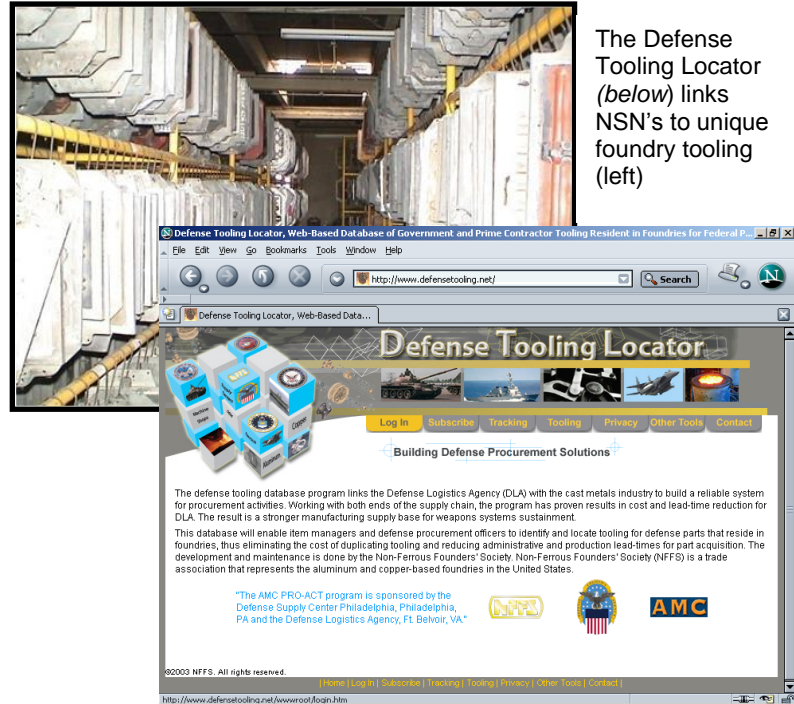 The Defense
Tooling Locator
(below) links
NSN's to unique
foundry tooling
(left)
Defense Tooling Locator, Web-Based Database of Government and Prime Contractor Tooling Resident in Foundries for Federal P...
File Edit View Go Bookmarks Tools Window Help
http://www.defensetooling.net/ Search N
Defense Tooling Locator, Web-Based Data...
Defense Tooling Locator
NFFS
Machine Shops
Copper
Aluminum
Log In Subscribe Tracking Tooling Privacy Other Tools Contact
Building Defense Procurement Solutions
The defense tooling database program links the Defense Logistics Agency (DLA) with the cast metals industry to build a reliable system
for procurement activities. Working with both ends of the supply chain, the program has proven results in cost and lead-time reduction for
DLA. The result is a stronger manufacturing supply base for weapons systems sustainment.
This database will enable item managers and defense procurement officers to identify and locate tooling for defense parts that reside in
foundries, thus eliminating the cost of duplicating tooling and reducing administrative and production lead-times for part acquisition. The
development and maintenance is done by the Non-Ferrous Founders' Society. Non-Ferrous Founders' Society (NFFS) is a trade
association that represents the aluminum and copper-based foundries in the United States.
"The AMC PRO-ACT program is sponsored by the
Defense Supply Center Philadelphia, Philadelphia,
PA and the Defense Logistics Agency, Ft. Belvoir, VA."
NFFS
AMC
©2003 NFFS. All rights reserved.
| Home | Log In | Subscribe | Tracking | Tooling | Privacy | Other Tools | Contact |
http://www.defensetooling.net/wwwroot/login.htm